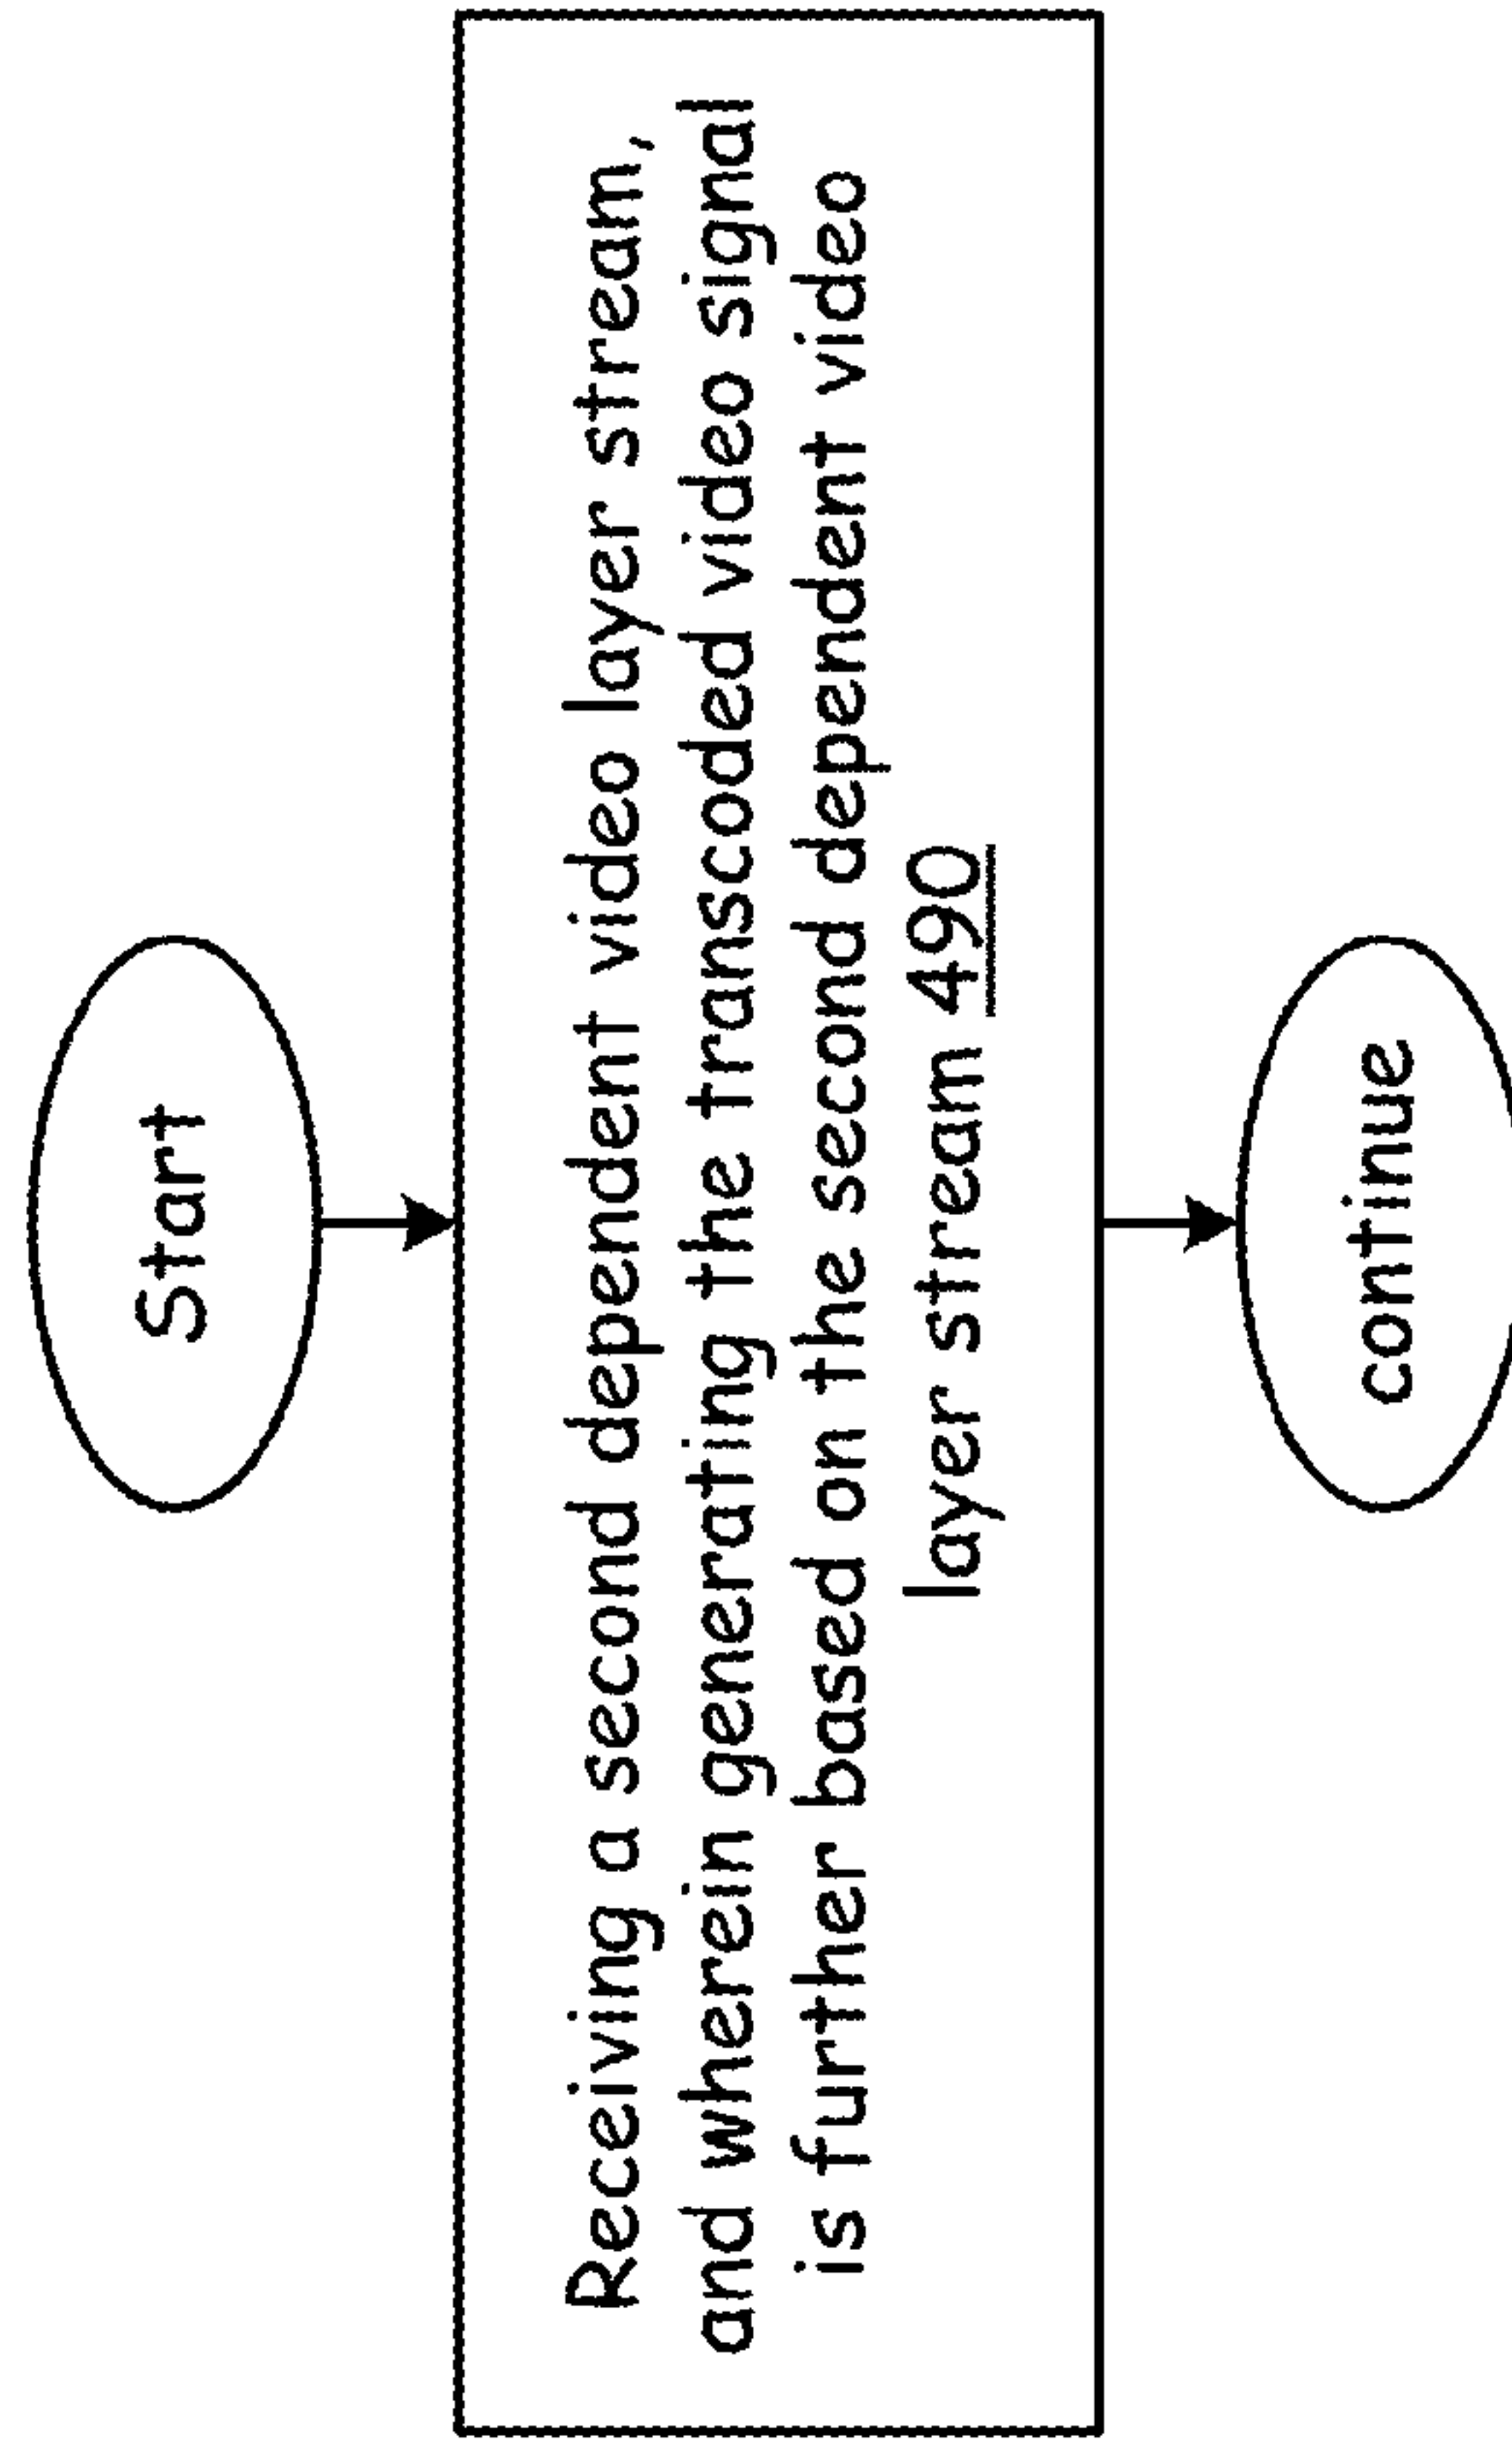 Start
Receiving a second dependent video layer stream,
and wherein generating the transcoded video signal
is further based on the second dependent video
layer stream 490
continue